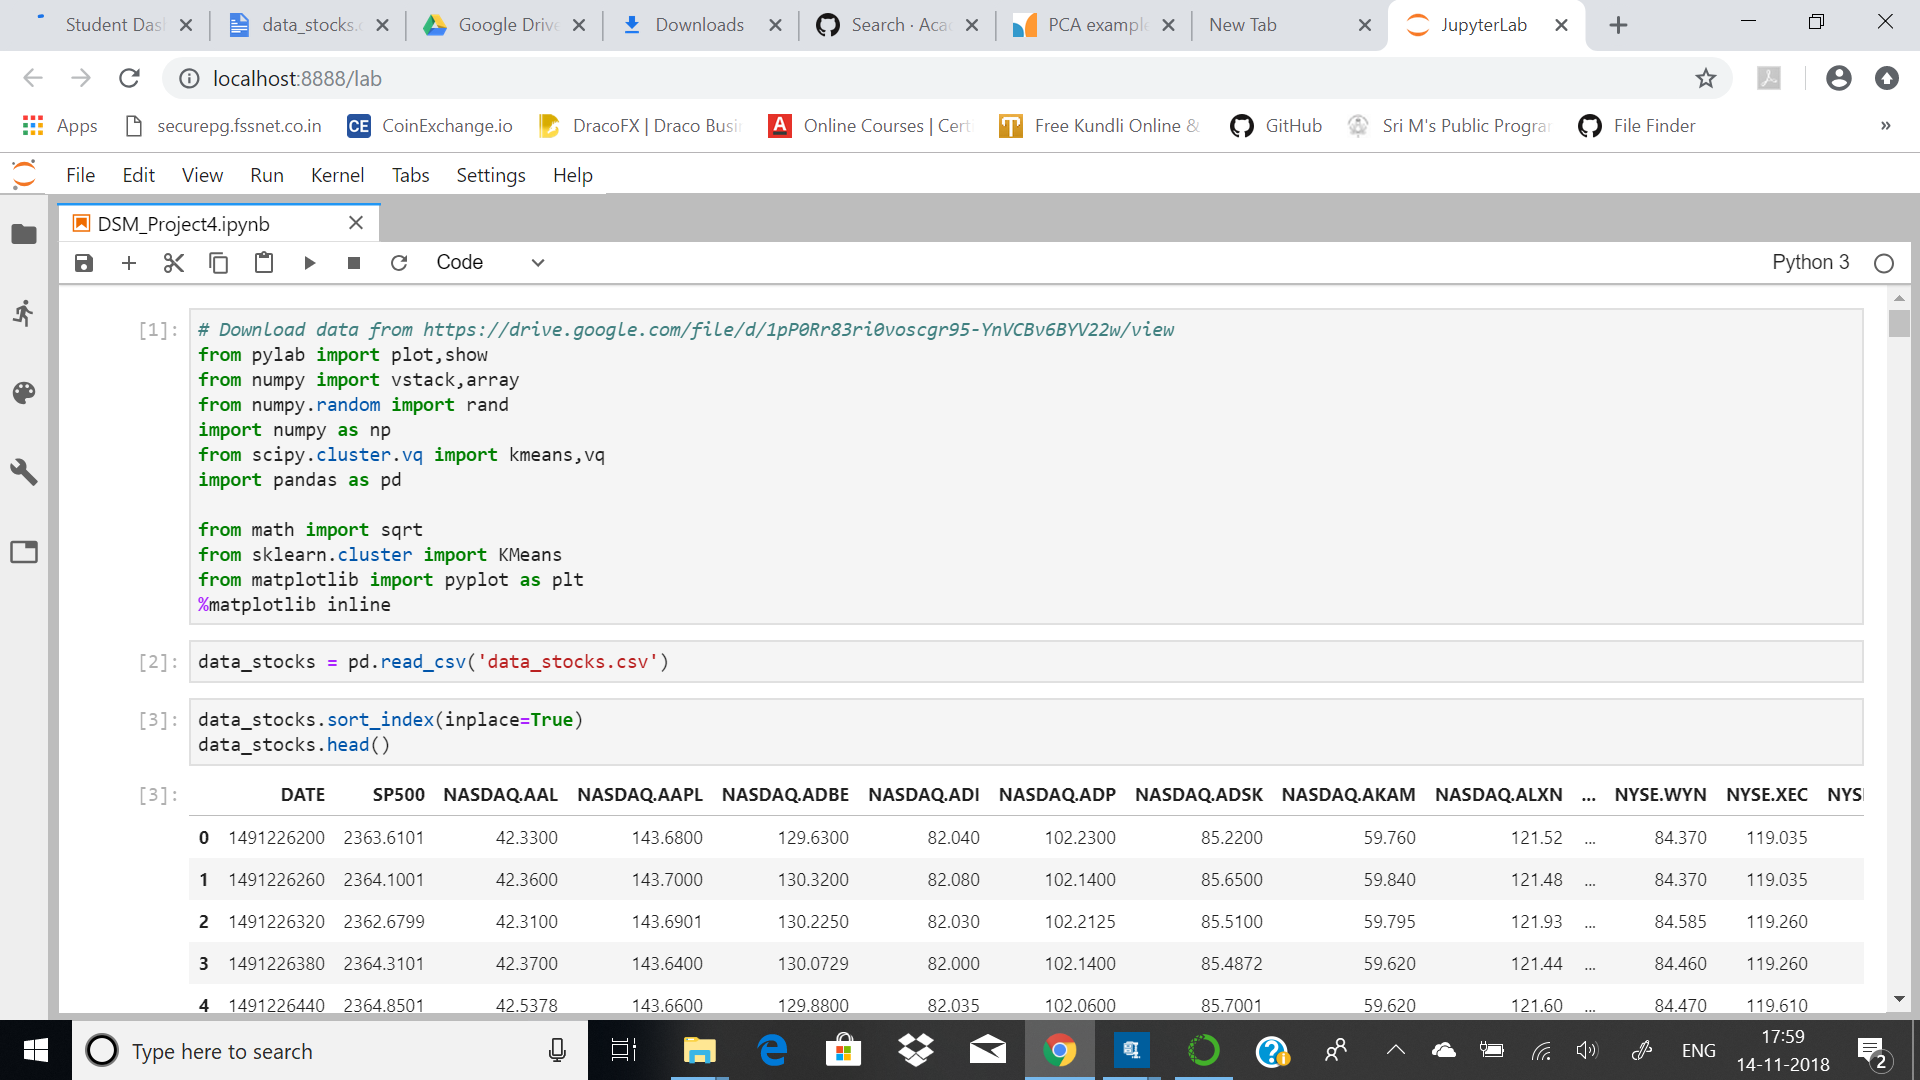 Student Das
data_stocks.c
Google Drive
Downloads
Search · Aca
PCA example
New Tab
JupyterLab
localhost:8888/lab
Apps
securepg.fssnet.co.in
CE CoinExchange.io
DracoFX | Draco Busi
A Online Courses | Cert
T Free Kundli Online &
GitHub
Sri M's Public Progra
File Finder
»
File Edit View Run Kernel Tabs Settings Help
DSM_Project4.ipynb
Code
Python 3
[1]:
# Download data from https://drive.google.com/file/d/1pP0Rr83ri0voscgr95-YnVCBv6BYV22w/view
from pylab import plot,show
from numpy import vstack,array
from numpy.random import rand
import numpy as np
from scipy.cluster.vq import kmeans,vq
import pandas as pd
from math import sqrt
from sklearn.cluster import KMeans
from matplotlib import pyplot as plt
%matplotlib inline
[2]:
data_stocks = pd.read_csv('data_stocks.csv')
[3]:
data_stocks.sort_index(inplace=True)
data_stocks.head()
[3]:
DATE SP500 NASDAQ.AAL NASDAQ.AAPL NASDAQ.ADBE NASDAQ.ADI NASDAQ.ADP NASDAQ.ADSK NASDAQ.AKAM NASDAQ.ALXN ... NYSE.WYN NYSE.XEC NYS
0 1491226200 2363.6101 42.3300 143.6800 129.6300 82.040 102.2300 85.2200 59.760 121.52 ... 84.370 119.035
1 1491226260 2364.1001 42.3600 143.7000 130.3200 82.080 102.1400 85.6500 59.840 121.48 ... 84.370 119.035
2 1491226320 2362.6799 42.3100 143.6901 130.2250 82.030 102.2125 85.5100 59.795 121.93 ... 84.585 119.260
3 1491226380 2364.3101 42.3700 143.6400 130.0729 82.000 102.1400 85.4872 59.620 121.44 ... 84.460 119.260
4 1491226440 2364.8501 42.5378 143.6600 129.8800 82.035 102.0600 85.7001 59.620 121.60 ... 84.470 119.610
Type here to search
ENG
17:59
14-11-2018
2